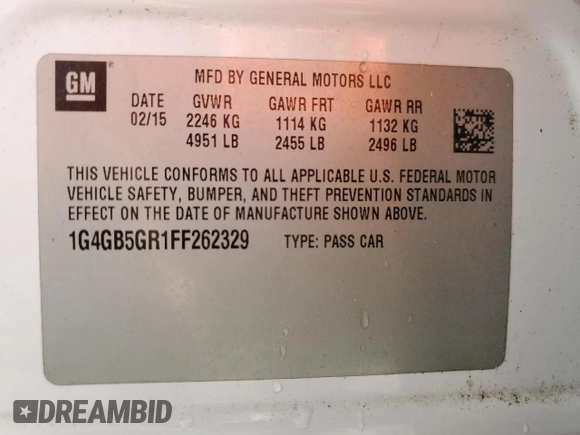 GM ®
MFD BY GENERAL MOTORS LLC
DATE GVWR GAWR FRT GAWR RR
02/15 2246 KG 1114 KG 1132 KG
4951 LB 2455 LB 2496 LB
THIS VEHICLE CONFORMS TO ALL APPLICABLE U.S. FEDERAL MOTOR
VEHICLE SAFETY, BUMPER, AND THEFT PREVENTION STANDARDS IN
EFFECT ON THE DATE OF MANUFACTURE SHOWN ABOVE.
1G4GB5GR1FF262329 TYPE: PASS CAR
DREAMBID